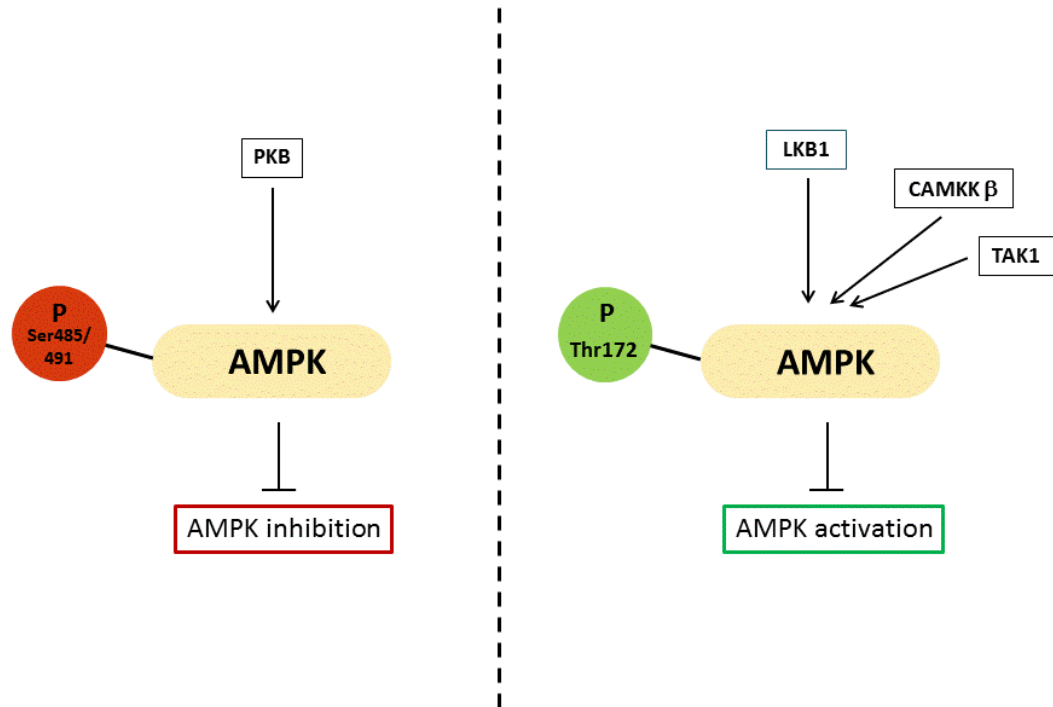 PKB
P
Ser485/
491
AMPK
AMPK inhibition
LKB1
CAMKK β
TAK1
P
Thr172
AMPK
AMPK activation